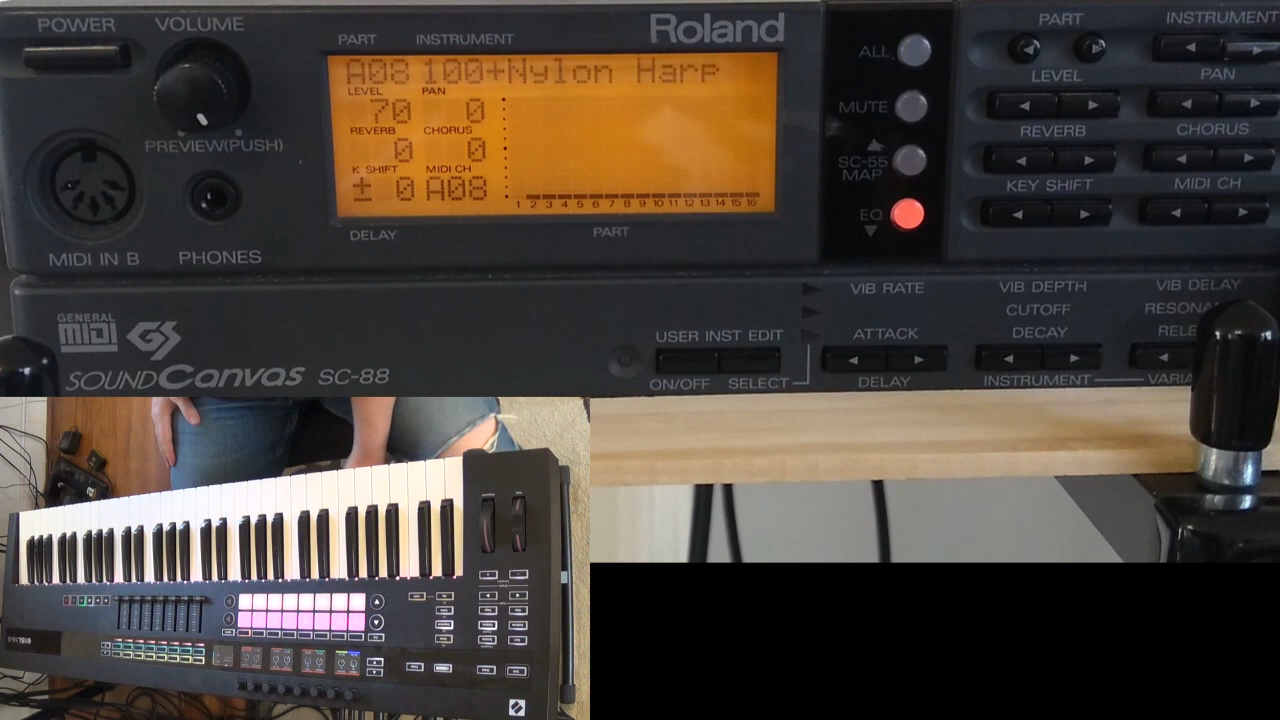 POWER VOLUME
PART INSTRUMENT
Roland
A08 100+Nylon Harp
LEVEL PAN
70 0
REVERB CHORUS
0 0
K SHIFT MIDI CH
± 0 A08
1 2 3 4 5 6 7 8 9 10 11 12 13 14 15 16
DELAY PART
PREVIEW(PUSH)
MIDI IN B PHONES
ALL
MUTE
SC-55
MAP
EQ
PART INSTRUMENT
LEVEL PAN
REVERB CHORUS
KEY SHIFT MIDI CH
VIB RATE VIB DEPTH VIB DELAY
CUTOFF RESONA
ATTACK DECAY RELE
DELAY INSTRUMENT VARIA
USER INST EDIT
ON/OFF SELECT
GENERAL
MIDI GS
SOUND Canvas SC-88
61SLMkIII